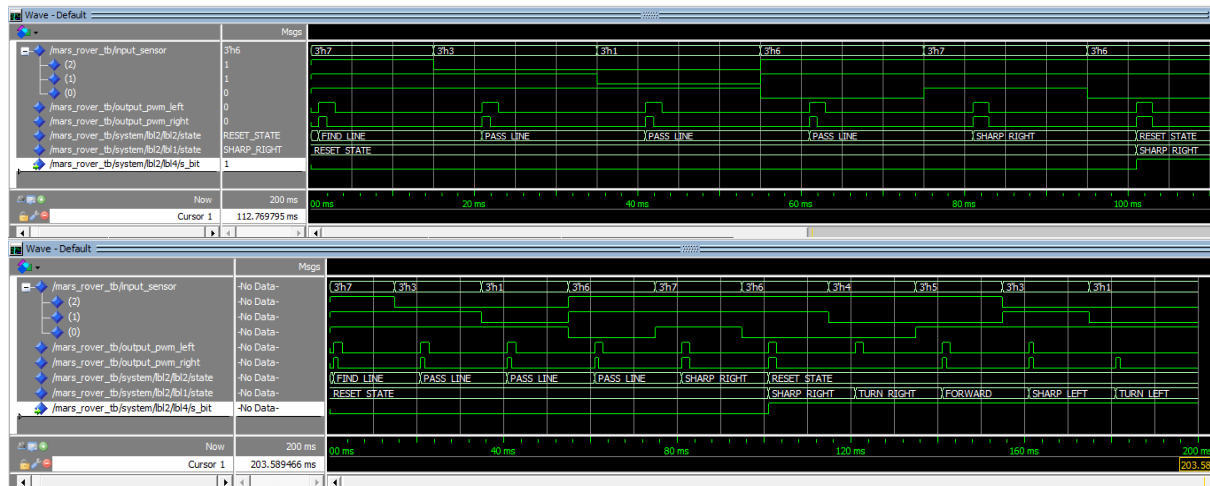 Wave - Default
Msgs
/mars_rover_tb/input_sensor 3'h6 3'h7 3'h3 3'h1 3'h6 3'h7 3'h6
(2) 1
(1) 1
(0) 0
/mars_rover_tb/output_pwm_left 0
/mars_rover_tb/output_pwm_right 0
/mars_rover_tb/system/lbl2/lbl2/state RESET_STATE FIND LINE PASS LINE PASS LINE PASS LINE SHARP RIGHT RESET STATE
/mars_rover_tb/system/lbl2/lbl1/state SHARP_RIGHT RESET STATE SHARP RIGHT
/mars_rover_tb/system/lbl2/lbl4/s_bit 1
Now 200 ms 00 ms 20 ms 40 ms 60 ms 80 ms 100 ms
Cursor 1 112.769795 ms
Wave - Default
Msgs
/mars_rover_tb/input_sensor -No Data- 3'h7 3'h3 3'h1 3'h6 3'h7 3'h6 3'h4 3'h5 3'h3 3'h1
(2) -No Data-
(1) -No Data-
(0) -No Data-
/mars_rover_tb/output_pwm_left -No Data-
/mars_rover_tb/output_pwm_right -No Data-
/mars_rover_tb/system/lbl2/lbl2/state -No Data- FIND LINE PASS LINE PASS LINE PASS LINE SHARP RIGHT RESET STATE
/mars_rover_tb/system/lbl2/lbl1/state -No Data- RESET STATE SHARP RIGHT TURN RIGHT FORWARD SHARP LEFT TURN LEFT
/mars_rover_tb/system/lbl2/lbl4/s_bit -No Data-
Now 200 ms 00 ms 40 ms 80 ms 120 ms 160 ms 200 ms
Cursor 1 203.589466 ms 203.58